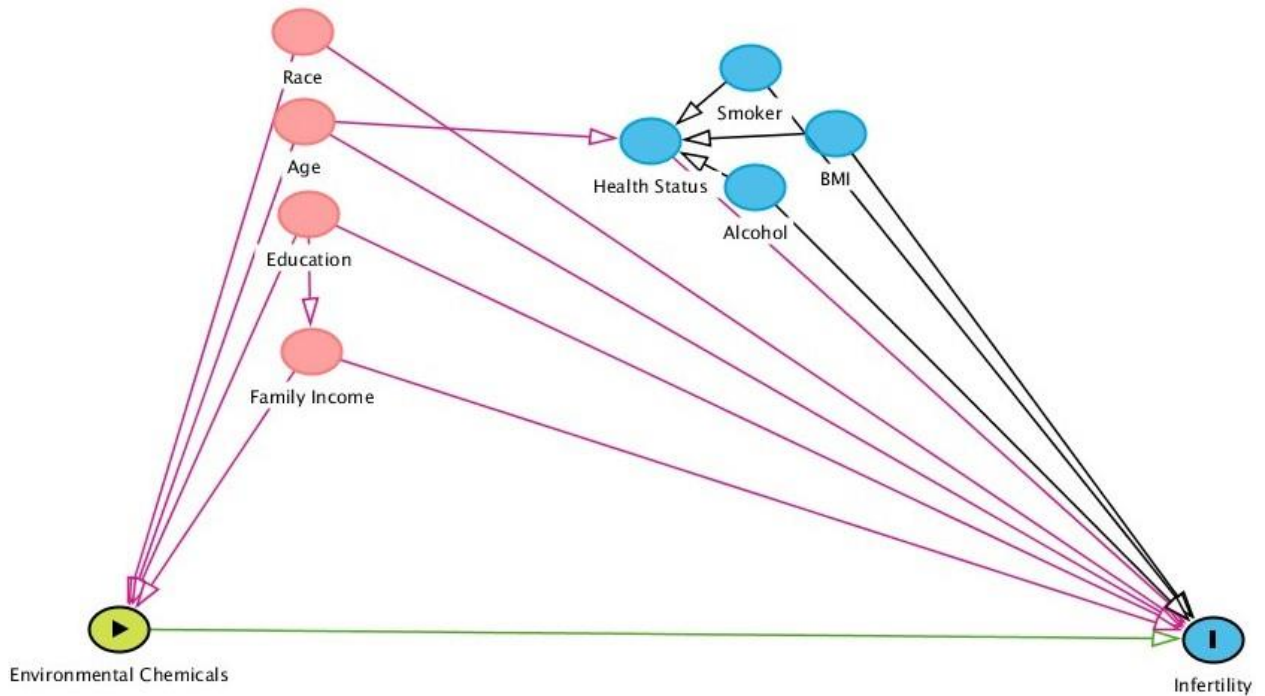 Race
Smoker
Age
BMI
Health Status
Alcohol
Education
Family Income
Environmental Chemicals
Infertility